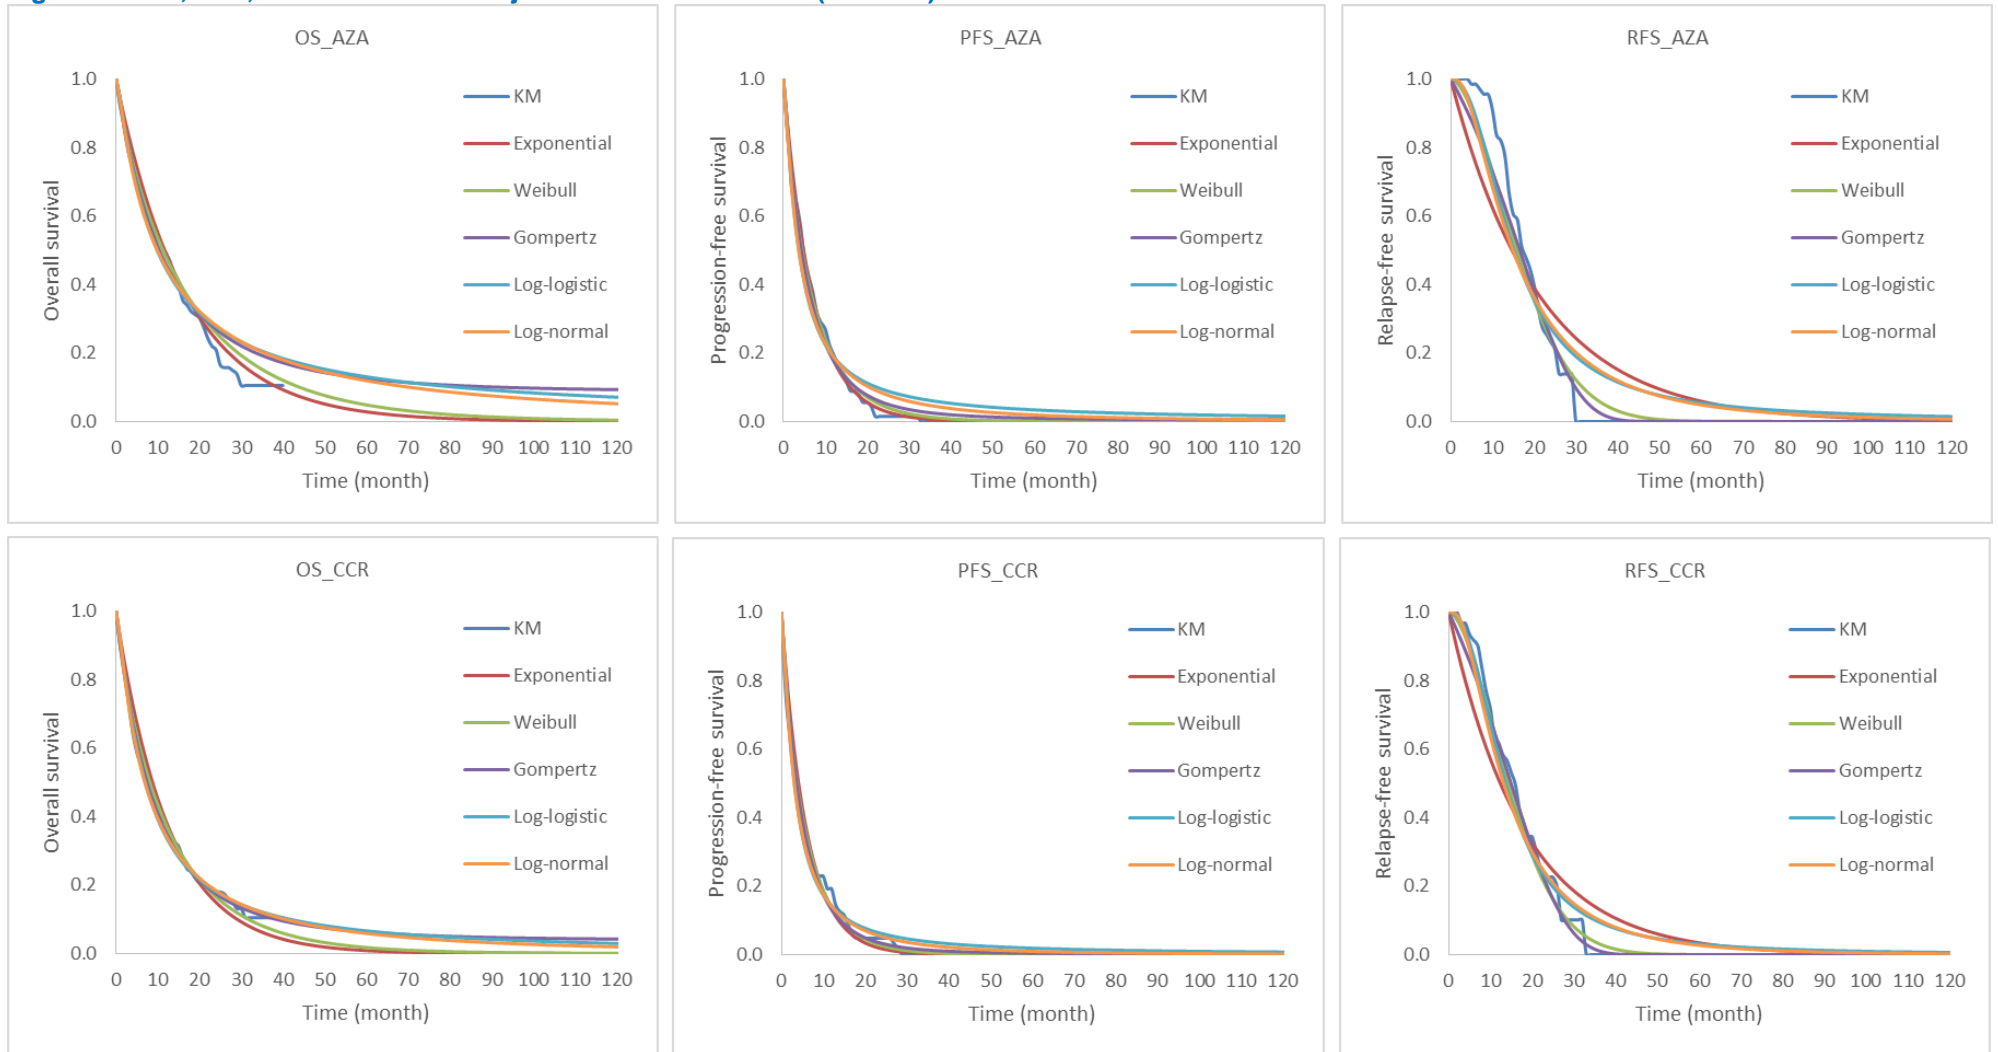 OS_AZA
1.0
0.8
0.6
0.4
0.2
0.0
Overall survival
0 10 20 30 40 50 60 70 80 90 100 110 120
Time (month)
KM
Exponential
Weibull
Gompertz
Log-logistic
Log-normal
PFS_AZA
1.0
0.8
0.6
0.4
0.2
0.0
Progression-free survival
0 10 20 30 40 50 60 70 80 90 100 110 120
Time (month)
KM
Exponential
Weibull
Gompertz
Log-logistic
Log-normal
RFS_AZA
1.0
0.8
0.6
0.4
0.2
0.0
Relapse-free survival
0 10 20 30 40 50 60 70 80 90 100 110 120
Time (month)
KM
Exponential
Weibull
Gompertz
Log-logistic
Log-normal
OS_CCR
1.0
0.8
0.6
0.4
0.2
0.0
Overall survival
0 10 20 30 40 50 60 70 80 90 100 110 120
Time (month)
KM
Exponential
Weibull
Gompertz
Log-logistic
Log-normal
PFS_CCR
1.0
0.8
0.6
0.4
0.2
0.0
Progression-free survival
0 10 20 30 40 50 60 70 80 90 100 110 120
Time (month)
KM
Exponential
Weibull
Gompertz
Log-logistic
Log-normal
RFS_CCR
1.0
0.8
0.6
0.4
0.2
0.0
Relapse-free survival
0 10 20 30 40 50 60 70 80 90 100 110 120
Time (month)
KM
Exponential
Weibull
Gompertz
Log-logistic
Log-normal